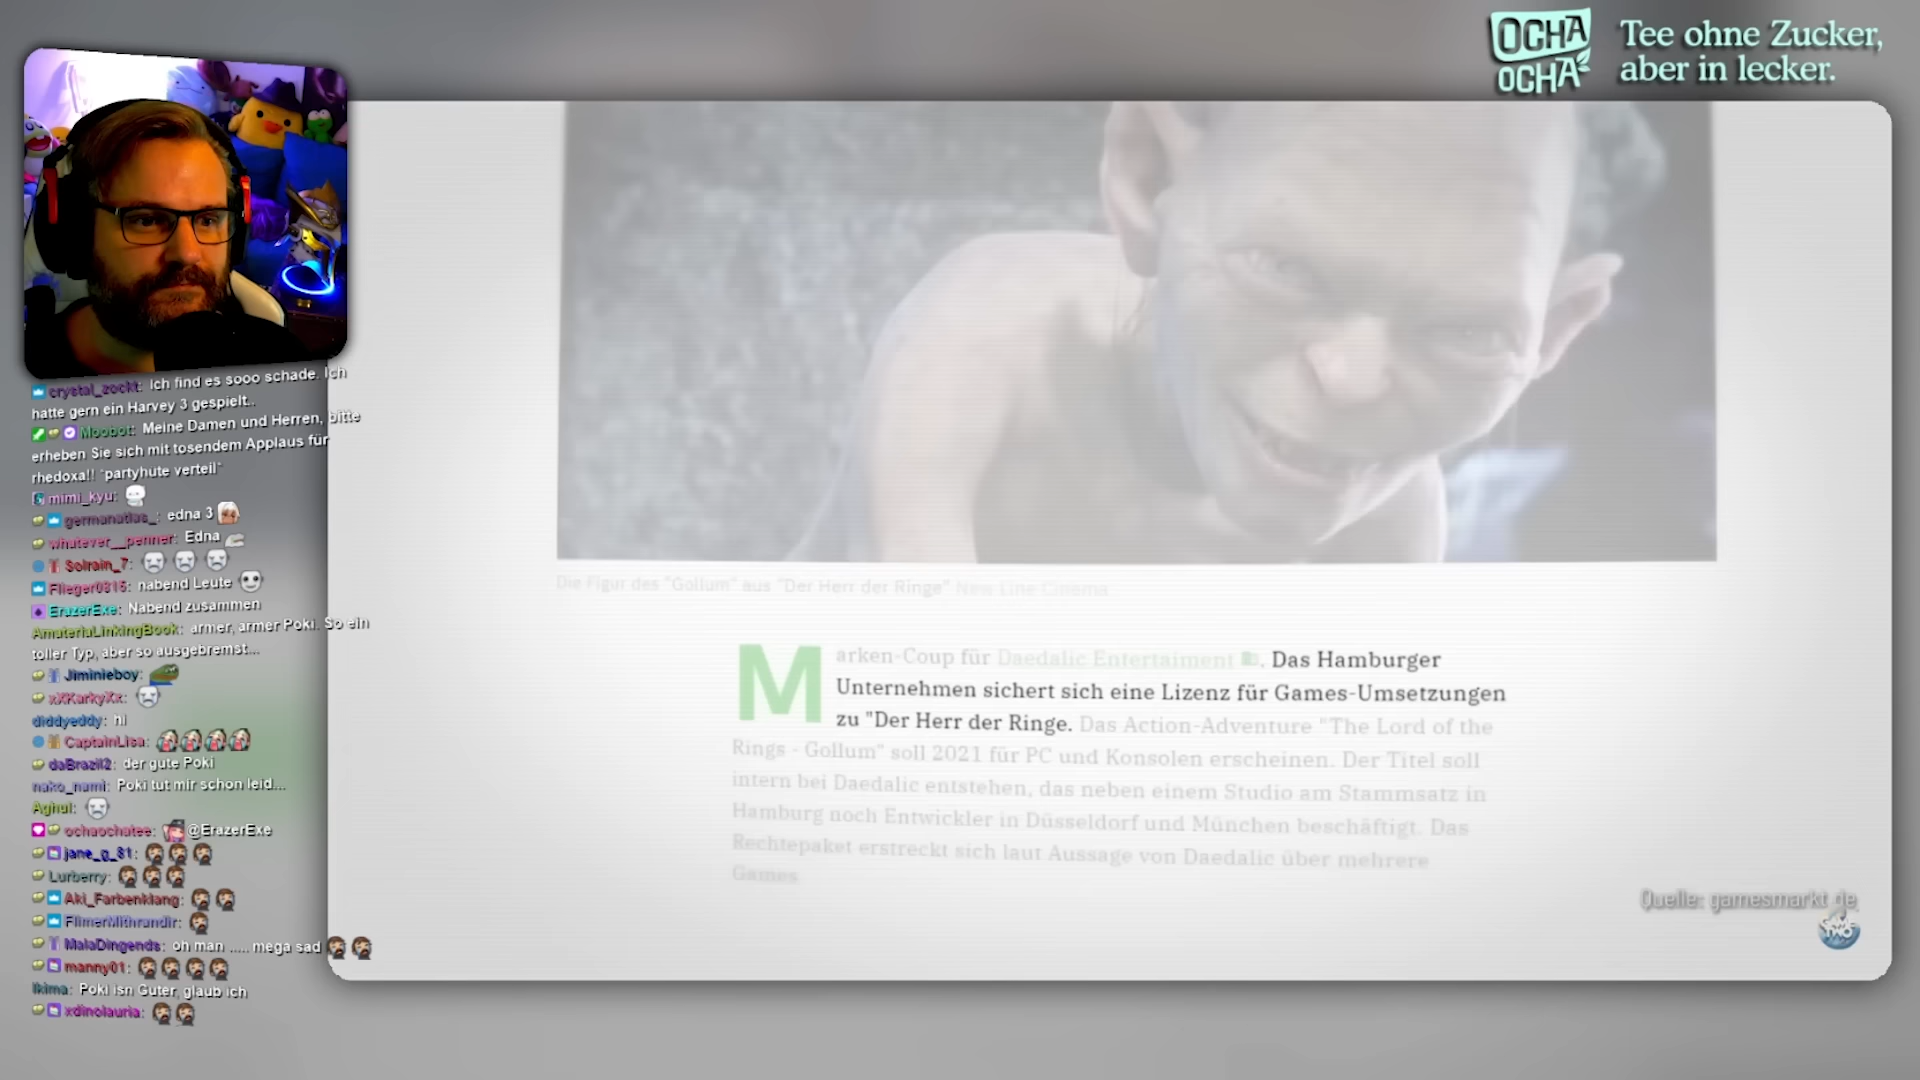 OCHA
OCHA
Tee ohne Zucker,
aber in lecker.
crystal_zockt: Ich find es sooo schade. Ich
hatte gern ein Harvey 3 gespielt..
Moobot: Meine Damen und Herren, bitte
erheben Sie sich mit tosendem Applaus für
rhedoxa!! *partyhute verteil*
mimi_kyu:
germanatlas_: edna 3
whatever__penner: Edna
Solrain_7:
Flieger0315: nabend Leute
ErazerExe: Nabend zusammen
AmateriaLinkingBook: armer, armer Poki. So ein
toller Typ, aber so ausgebremst...
Jiminieboy:
xXKarkyXx:
diddyeddy: hi
CaptainLisa:
daBrazil2: der gute Poki
nako_nami: Poki tut mir schon leid...
Aghul:
ochaochatee: @ErazerExe
jane_g_81:
Lurberry:
Aki_Farbenklang:
FilmerMithrandir:
MalaDingends: oh man ..... mega sad
manny01:
Ikima: Poki isn Guter, glaub ich
xdinolauria:
Die Figur des "Gollum" aus "Der Herr der Ringe" New Line Cinema
Marken-Coup für Daedalic Entertaiment. Das Hamburger
Unternehmen sichert sich eine Lizenz für Games-Umsetzungen
zu "Der Herr der Ringe. Das Action-Adventure "The Lord of the
Rings - Gollum" soll 2021 für PC und Konsolen erscheinen. Der Titel soll
intern bei Daedalic entstehen, das neben einem Studio am Stammsatz in
Hamburg noch Entwickler in Düsseldorf und München beschäftigt. Das
Rechtepaket erstreckt sich laut Aussage von Daedalic über mehrere
Games
Quelle: gamesmarkt.de
TWO